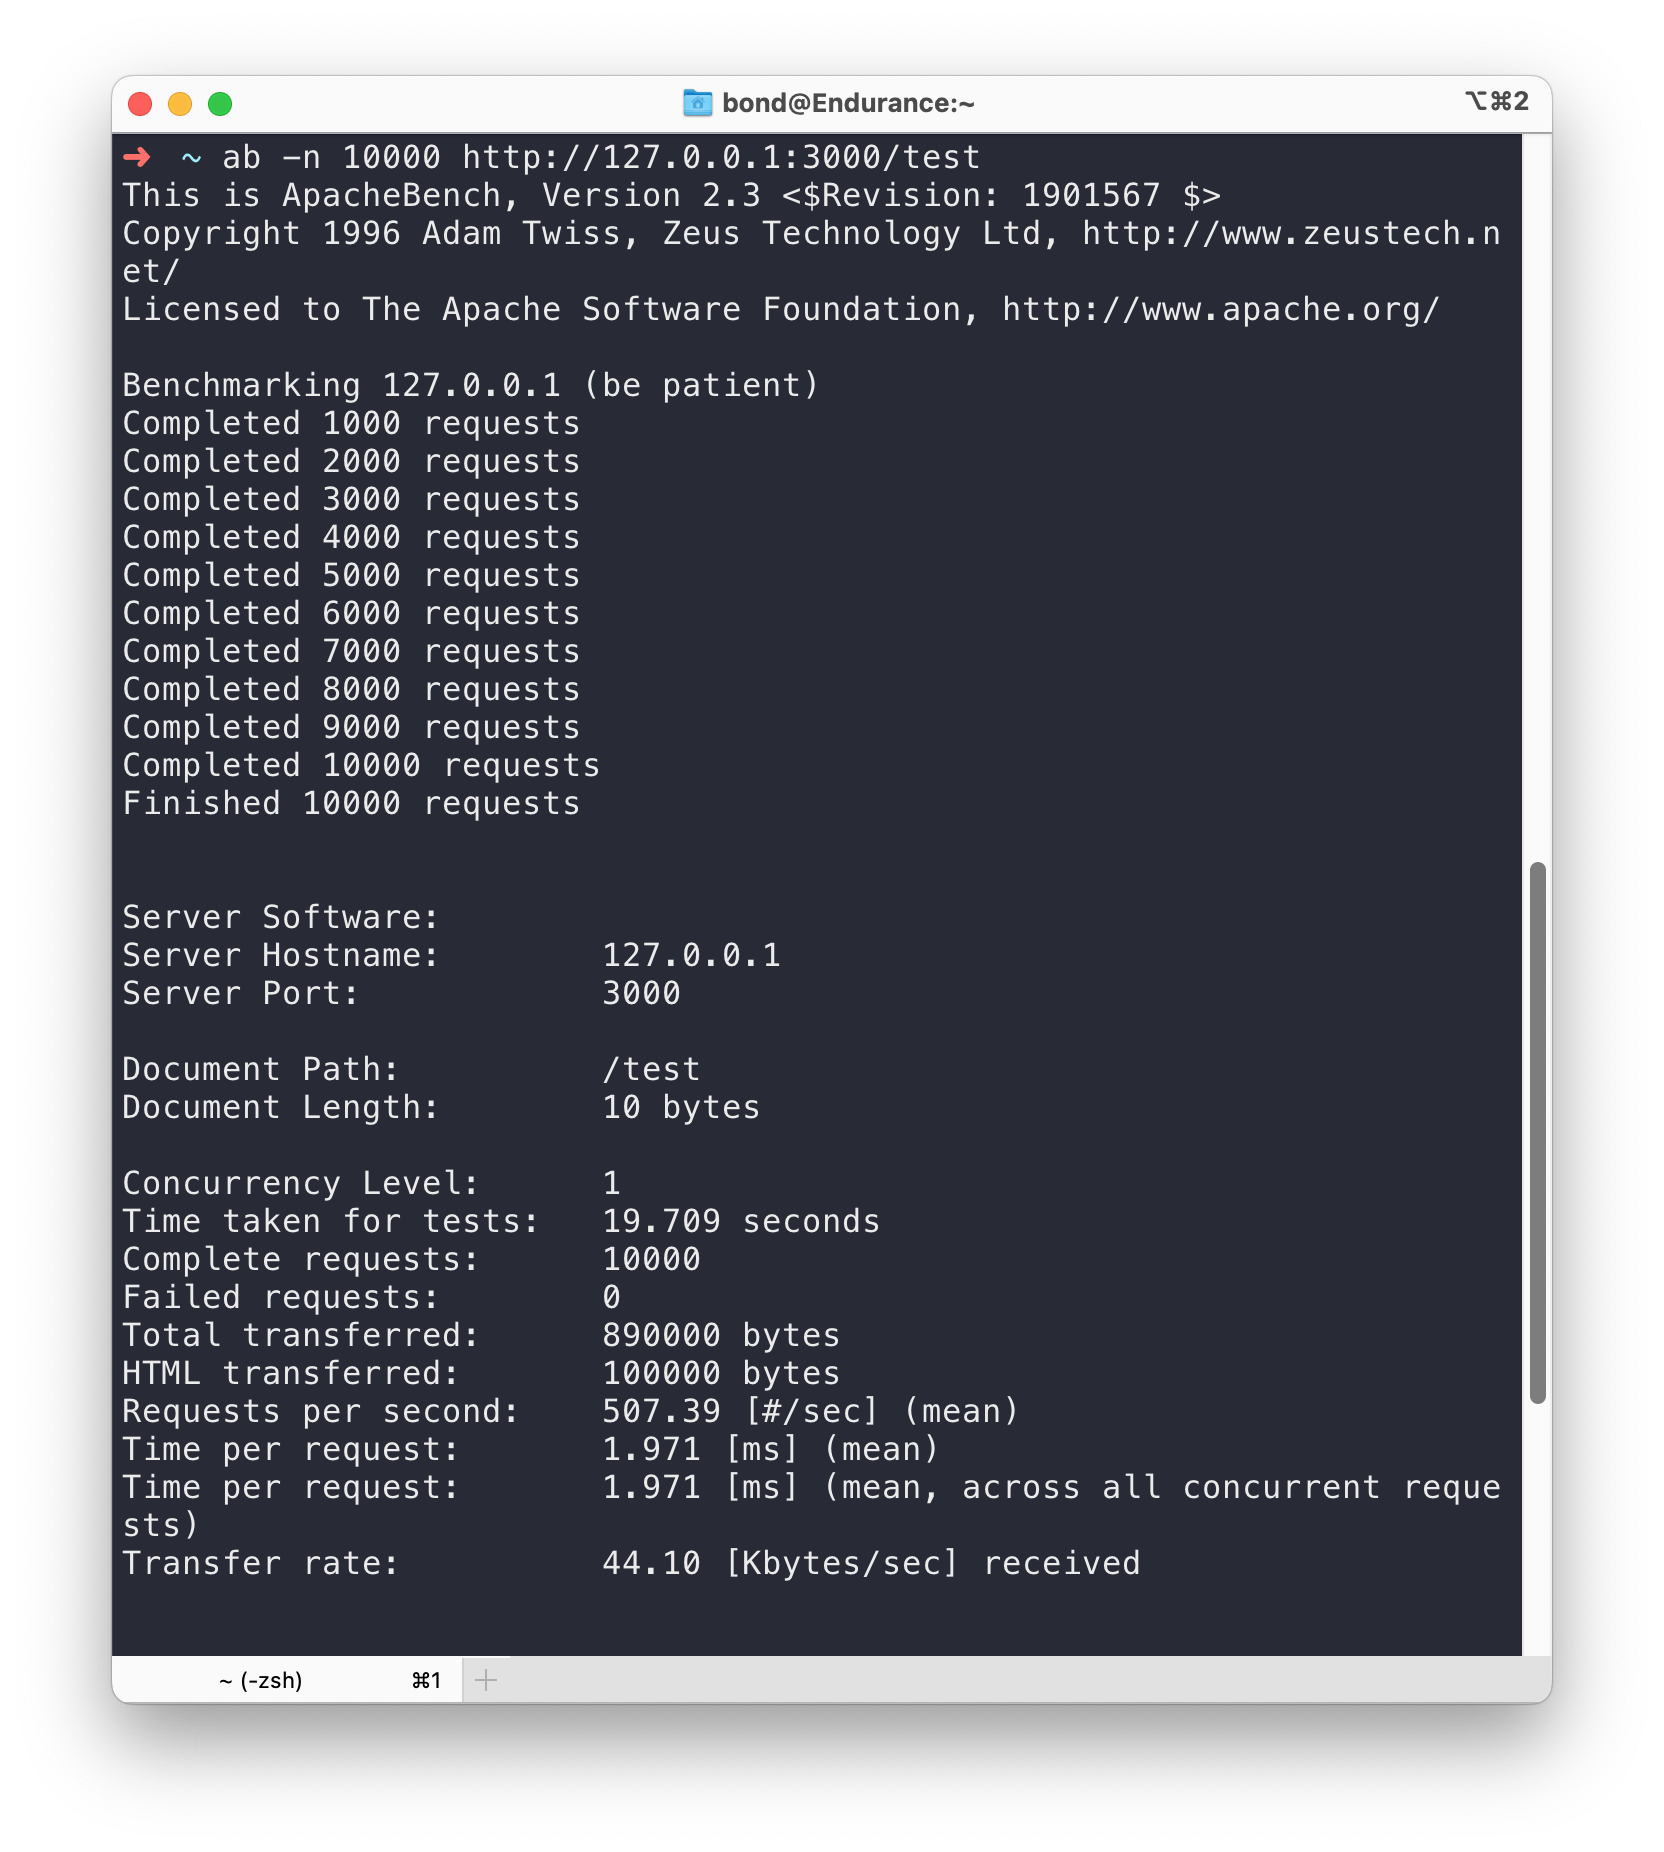 bond@Endurance:~
⌥⌘2
➜ ~ ab -n 10000 http://127.0.0.1:3000/test
This is ApacheBench, Version 2.3 <$Revision: 1901567 $>
Copyright 1996 Adam Twiss, Zeus Technology Ltd, http://www.zeustech.n
et/
Licensed to The Apache Software Foundation, http://www.apache.org/

Benchmarking 127.0.0.1 (be patient)
Completed 1000 requests
Completed 2000 requests
Completed 3000 requests
Completed 4000 requests
Completed 5000 requests
Completed 6000 requests
Completed 7000 requests
Completed 8000 requests
Completed 9000 requests
Completed 10000 requests
Finished 10000 requests

Server Software:
Server Hostname:        127.0.0.1
Server Port:            3000

Document Path:          /test
Document Length:        10 bytes

Concurrency Level:      1
Time taken for tests:   19.709 seconds
Complete requests:      10000
Failed requests:        0
Total transferred:      890000 bytes
HTML transferred:       100000 bytes
Requests per second:    507.39 [#/sec] (mean)
Time per request:       1.971 [ms] (mean)
Time per request:       1.971 [ms] (mean, across all concurrent reque
sts)
Transfer rate:          44.10 [Kbytes/sec] received
~ (-zsh)
⌘1